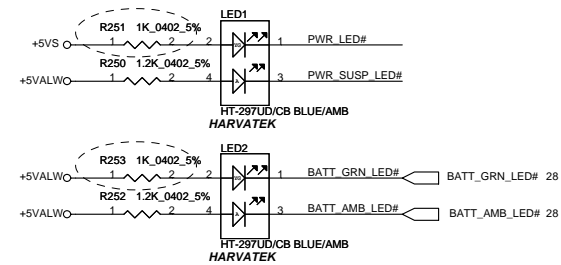 LED1
R251 1K_0402_5%
+5VS 1 2 2 1 PWR_LED#
R250 1.2K_0402_5%
+5VALW 1 2 4 3 PWR_SUSP_LED#
A
HT-297UD/CB BLUE/AMB
HARVATEK
LED2
R253 1K_0402_5%
+5VALW 1 2 2 1 BATT_GRN_LED# BATT_GRN_LED# 28
R252 1.2K_0402_5%
+5VALW 1 2 4 3 BATT_AMB_LED# BATT_AMB_LED# 28
A
HT-297UD/CB BLUE/AMB
HARVATEK